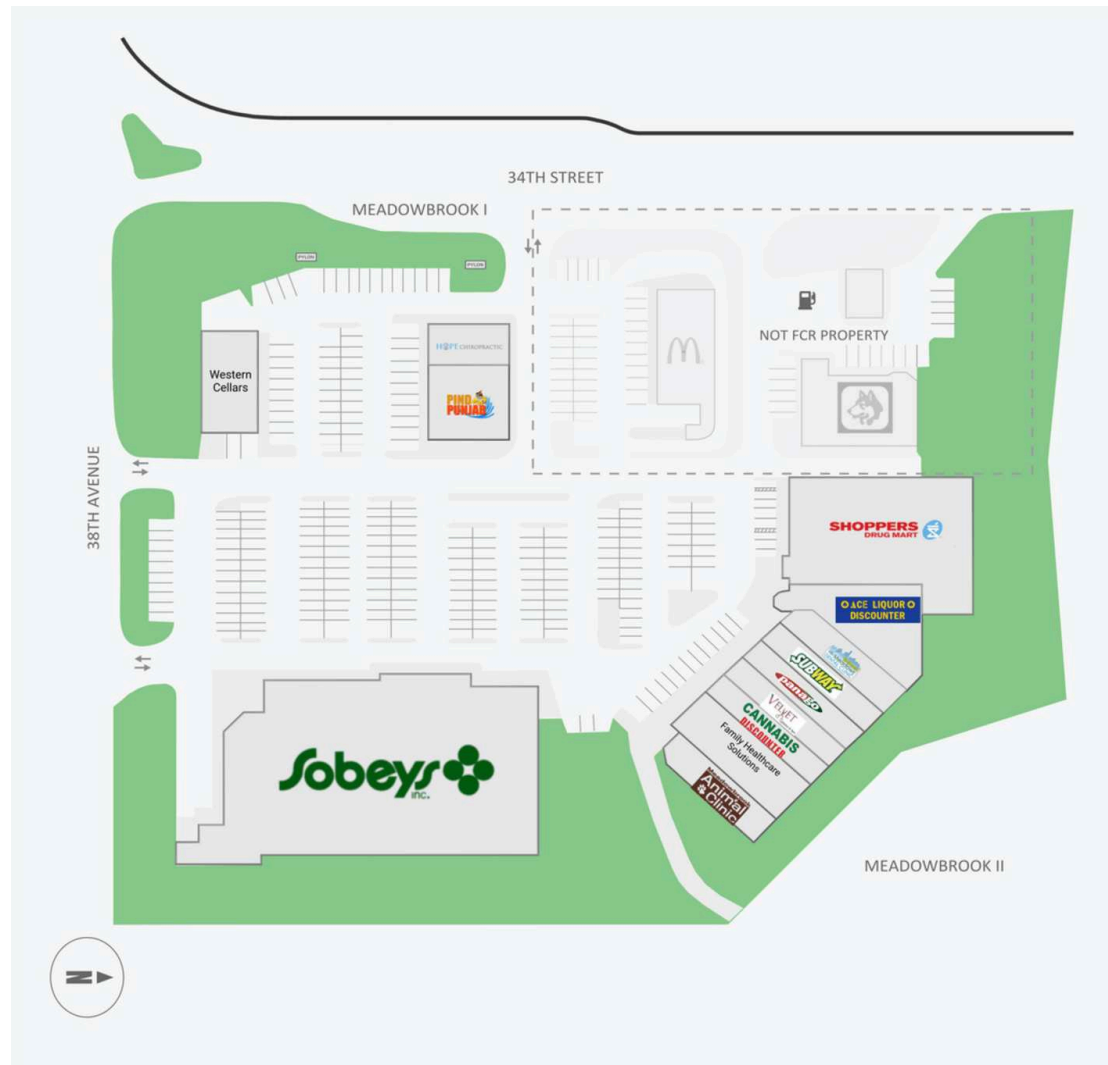 34TH STREET
MEADOWBROOK I
PYLON
PYLON
NOT FCR PROPERTY
HOPE CHIROPRACTIC
Western
Cellars
PIND
PUNJAB
38TH AVENUE
SHOPPERS
DRUG MART
ACE LIQUOR
DISCOUNTER
SUBWAY
panago
VELVET
CANNABIS
DISCOUNTER
Family Healthcare
Solutions
Animal
Clinic
Sobeys
inc.
MEADOWBROOK II
N